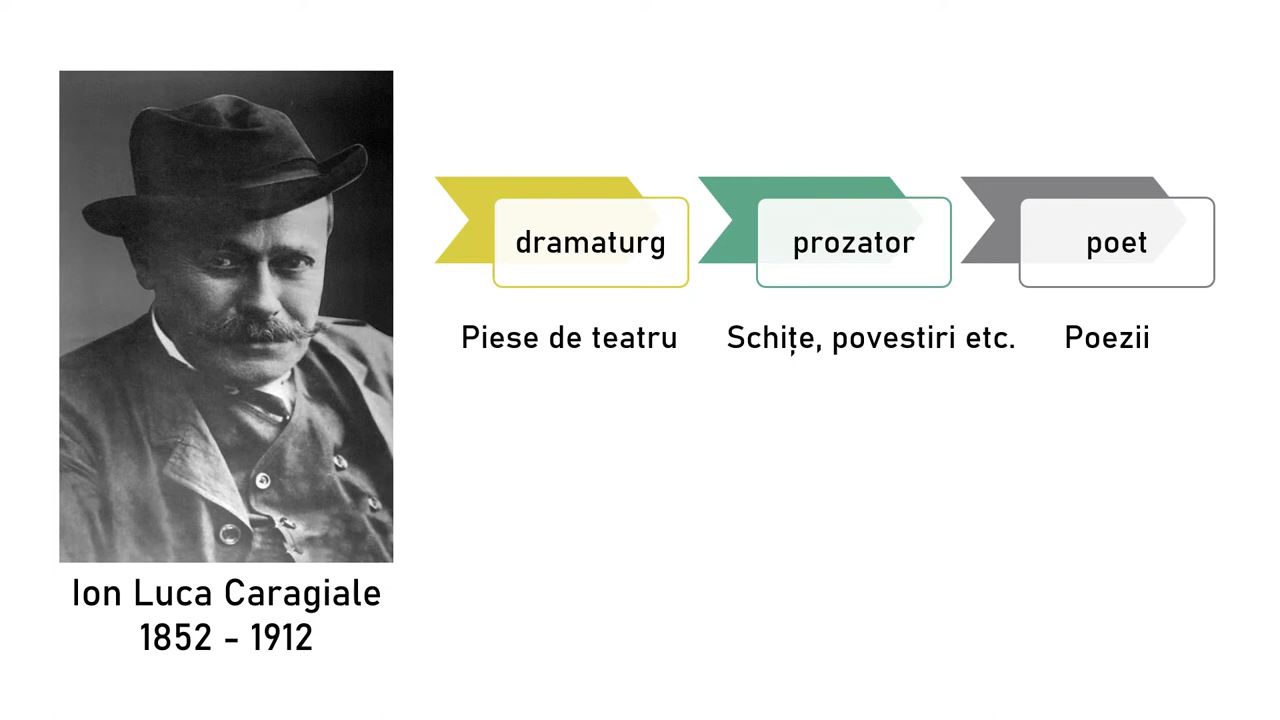 dramaturg
prozator
poet
Piese de teatru
Schițe, povestiri etc.
Poezii
Ion Luca Caragiale
1852 - 1912